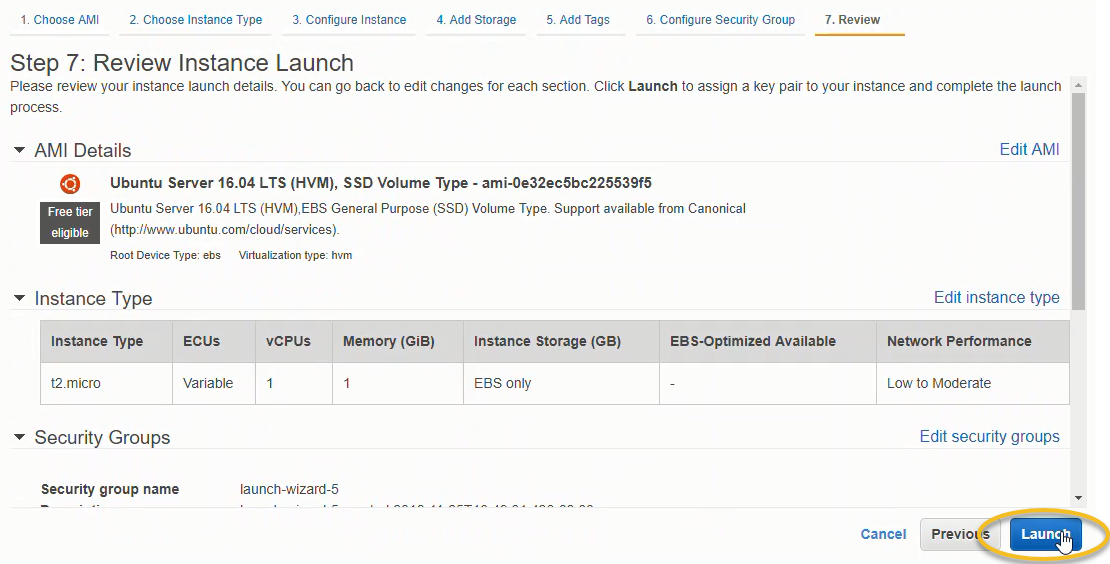 1. Choose AMI 2. Choose Instance Type 3. Configure Instance 4. Add Storage 5. Add Tags 6. Configure Security Group 7. Review
Step 7: Review Instance Launch
Please review your instance launch details. You can go back to edit changes for each section. Click Launch to assign a key pair to your instance and complete the launch
process.
AMI Details Edit AMI
Ubuntu Server 16.04 LTS (HVM), SSD Volume Type - ami-0e32ec5bc225539f5
Free tier
eligible
Ubuntu Server 16.04 LTS (HVM),EBS General Purpose (SSD) Volume Type. Support available from Canonical
(http://www.ubuntu.com/cloud/services).
Root Device Type: ebs Virtualization type: hvm
Instance Type Edit instance type
Instance Type ECUs vCPUs Memory (GiB) Instance Storage (GB) EBS-Optimized Available Network Performance
t2.micro Variable 1 1 EBS only - Low to Moderate
Security Groups Edit security groups
Security group name launch-wizard-5
Cancel Previous Launch